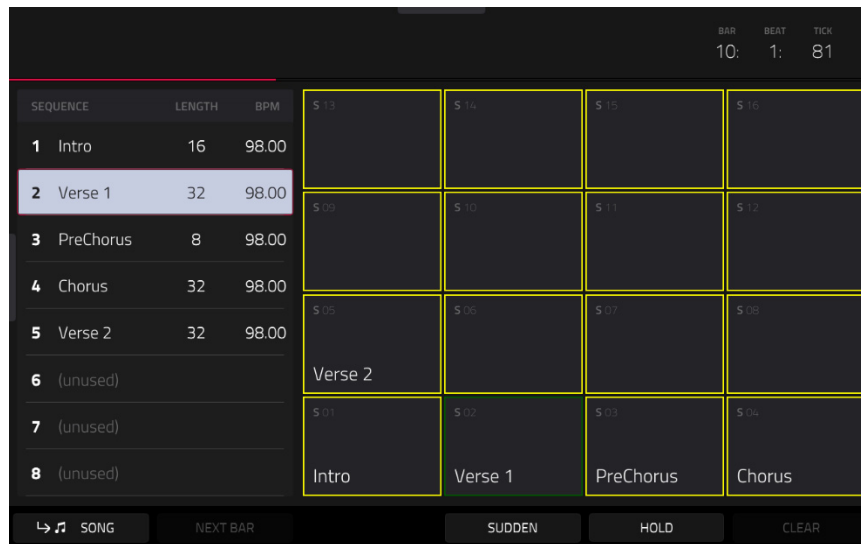 BAR BEAT TICK
10: 1: 81
SEQUENCE LENGTH BPM
1 Intro 16 98.00
2 Verse 1 32 98.00
3 PreChorus 8 98.00
4 Chorus 32 98.00
5 Verse 2 32 98.00
6 (unused)
7 (unused)
8 (unused)
S 13 S 14 S 15 S 16
S 09 S 10 S 11 S 12
S 05 S 06 S 07 S 08
Verse 2
S 01 S 02 S 03 S 04
Intro Verse 1 PreChorus Chorus
SONG NEXT BAR SUDDEN HOLD CLEAR